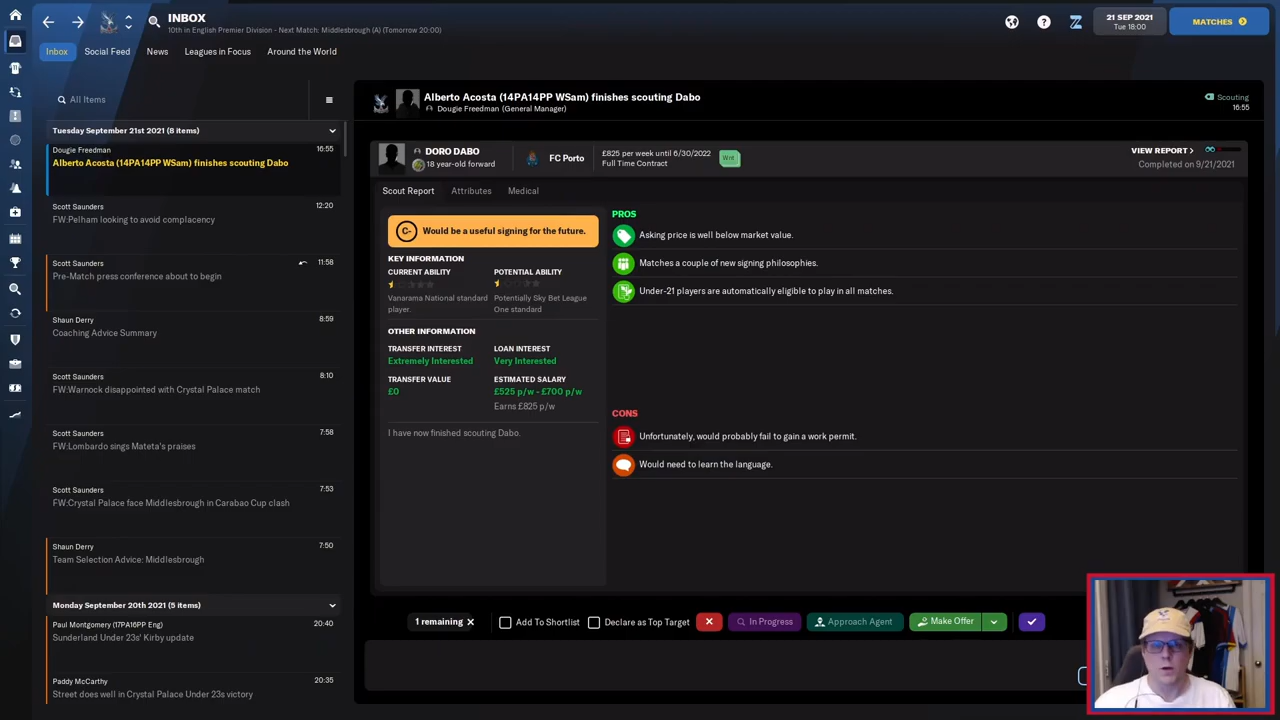 INBOX
10th in English Premier Division - Next Match: Middlesbrough (A) (Tomorrow 20:00)
21 SEP 2021
Tue 18:00
MATCHES
Inbox
Social Feed
News
Leagues in Focus
Around the World
All Items
Tuesday September 21st 2021 (8 items)
Dougie Freedman
16:55
Alberto Acosta (14PA14PP WSam) finishes scouting Dabo
Scott Saunders
12:20
FW:Pelham looking to avoid complacency
Scott Saunders
11:58
Pre-Match press conference about to begin
Shaun Derry
8:59
Coaching Advice Summary
Scott Saunders
8:10
FW:Warnock disappointed with Crystal Palace match
Scott Saunders
7:58
FW:Lombardo sings Mateta's praises
Scott Saunders
7:53
FW:Crystal Palace face Middlesbrough in Carabao Cup clash
Shaun Derry
7:50
Team Selection Advice: Middlesbrough
Monday September 20th 2021 (5 items)
Paul Montgomery (17PA16PP Eng)
20:40
Sunderland Under 23s' Kirby update
Paddy McCarthy
20:35
Street does well in Crystal Palace Under 23s victory
Alberto Acosta (14PA14PP WSam) finishes scouting Dabo
Dougie Freedman (General Manager)
Scouting
16:55
DORO DABO
18 year-old forward
FC Porto
£825 per week until 6/30/2022
Full Time Contract
Wnt
VIEW REPORT >
Completed on 9/21/2021
Scout Report
Attributes
Medical
C-
Would be a useful signing for the future.
KEY INFORMATION
CURRENT ABILITY
POTENTIAL ABILITY
Vanarama National standard player.
Potentially Sky Bet League One standard
OTHER INFORMATION
TRANSFER INTEREST
LOAN INTEREST
Extremely Interested
Very Interested
TRANSFER VALUE
ESTIMATED SALARY
£0
£525 p/w - £700 p/w
Earns £825 p/w
I have now finished scouting Dabo.
PROS
Asking price is well below market value.
Matches a couple of new signing philosophies.
Under-21 players are automatically eligible to play in all matches.
CONS
Unfortunately, would probably fail to gain a work permit.
Would need to learn the language.
1 remaining
Add To Shortlist
Declare as Top Target
In Progress
Approach Agent
Make Offer